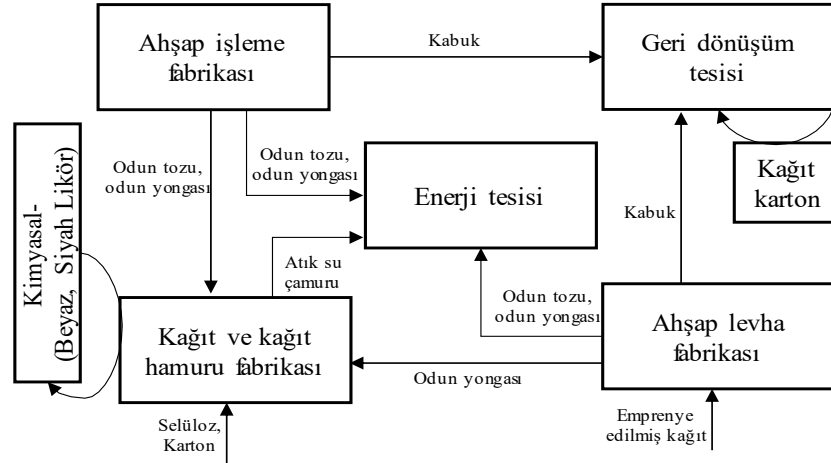 Ahşap işleme
fabrikası
Kabuk
Geri dönüşüm
tesisi
Kimyasal-
(Beyaz, Siyah Likör)
Odun tozu,
odun yongası
Odun tozu,
odun yongası
Enerji tesisi
Kağıt
karton
Kabuk
Atık su
çamuru
Odun tozu,
odun yongası
Kağıt ve kağıt
hamuru fabrikası
Ahşap levha
fabrikası
Odun yongası
Selüloz,
Karton
Emprenye
edilmiş kağıt